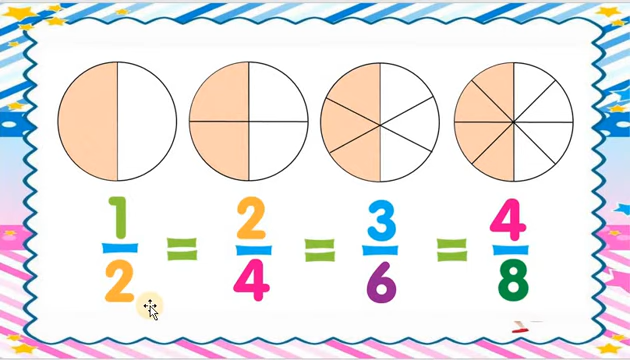 1/2 = 2/4 = 3/6 = 4/8